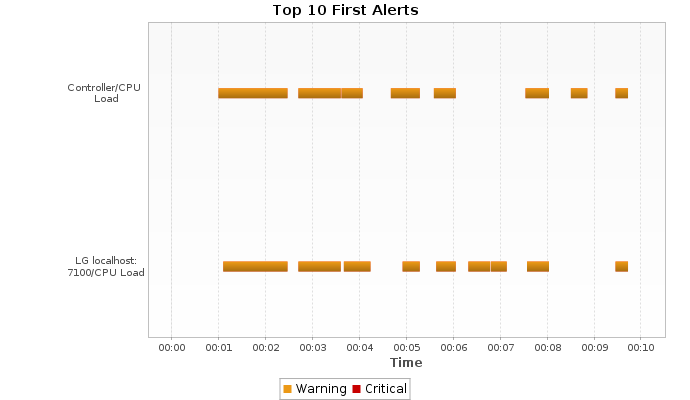 Top 10 First Alerts
Controller/CPU
Load
LG localhost:
7100/CPU Load
00:00 00:01 00:02 00:03 00:04 00:05 00:06 00:07 00:08 00:09 00:10
Time
Warning Critical